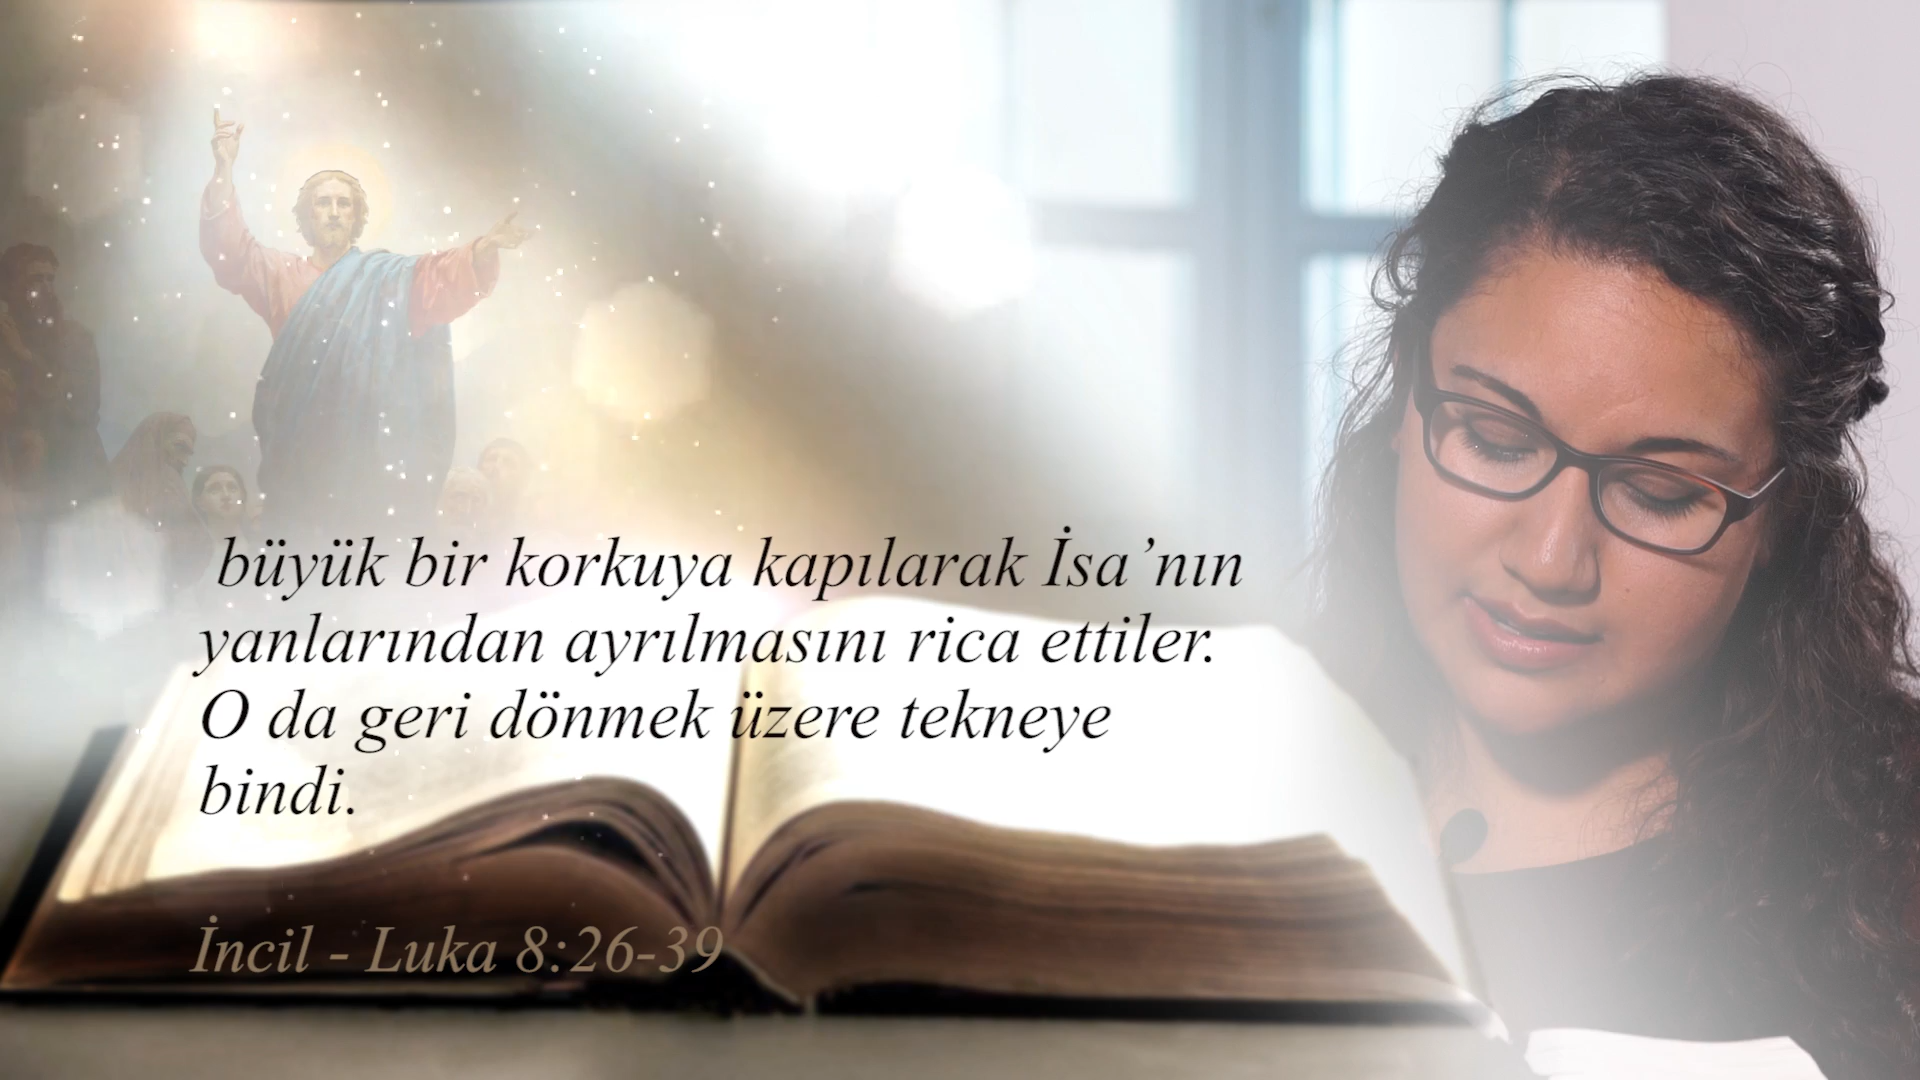 büyük bir korkuya kapılarak İsa’nın
yanlarından ayrılmasını rica ettiler.
O da geri dönmek üzere tekneye
bindi.
İncil - Luka 8:26-39